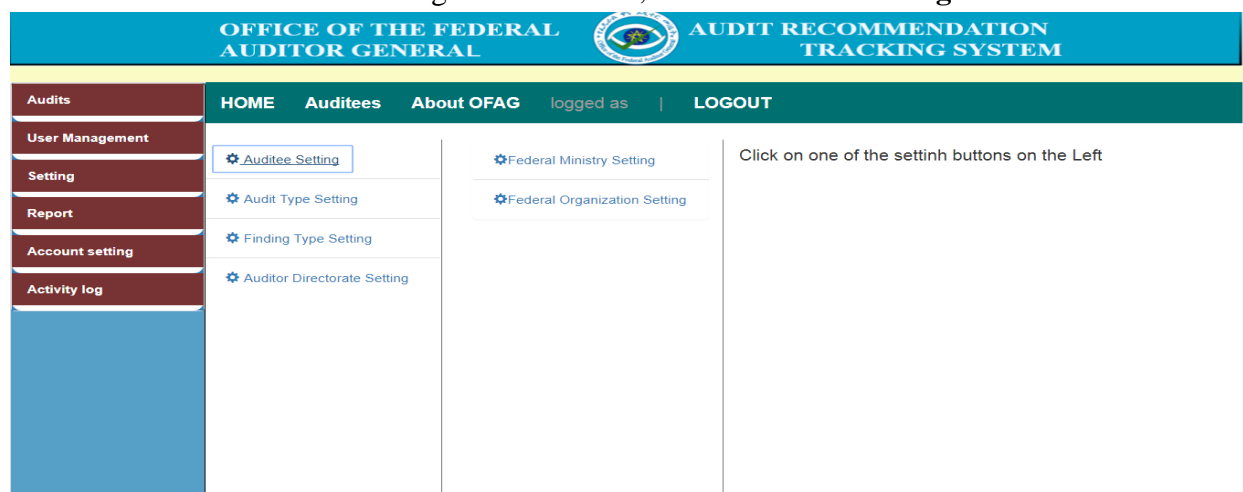 OFFICE OF THE FEDERAL
AUDITOR GENERAL
AUDIT RECOMMENDATION
TRACKING SYSTEM
Audits
User Management
Setting
Report
Account setting
Activity log
HOME Auditees About OFAG logged as | LOGOUT
Auditee Setting
Audit Type Setting
Finding Type Setting
Auditor Directorate Setting
Federal Ministry Setting
Federal Organization Setting
Click on one of the settinh buttons on the Left